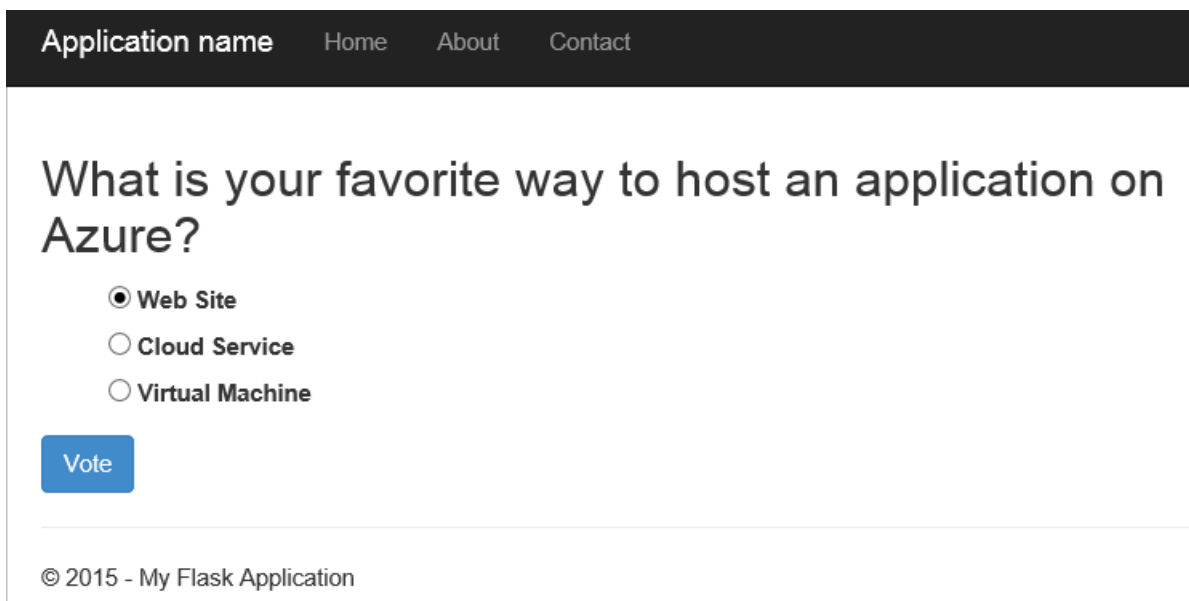 Application name Home About Contact
What is your favorite way to host an application on
Azure?
Web Site
Cloud Service
Virtual Machine
Vote
© 2015 - My Flask Application